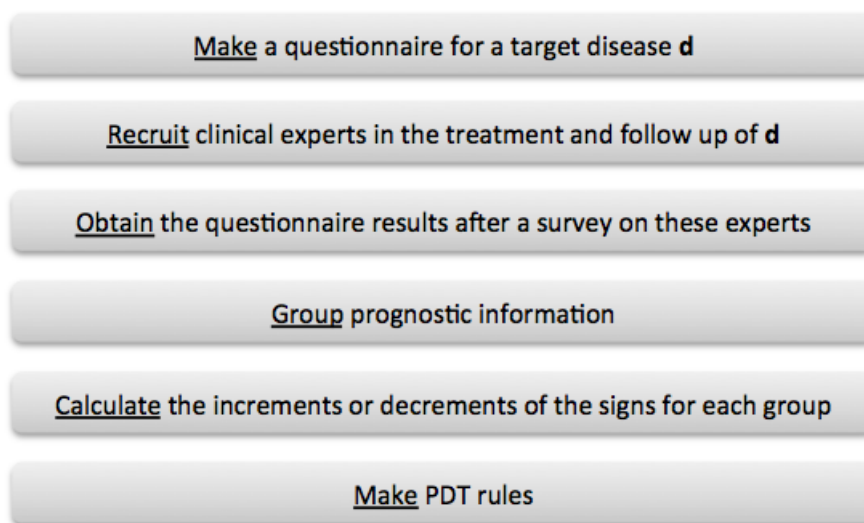 Make a questionnaire for a target disease d
Recruit clinical experts in the treatment and follow up of d
Obtain the questionnaire results after a survey on these experts
Group prognostic information
Calculate the increments or decrements of the signs for each group
Make PDT rules